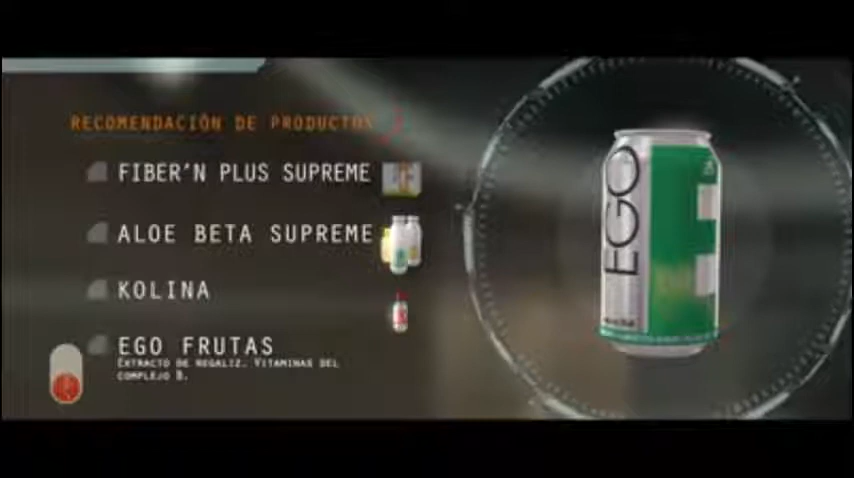 RECOMENDACIÓN DE PRODUCTOS
FIBER'N PLUS SUPREME
ALOE BETA SUPREME
KOLINA
EGO FRUTAS
EXTRACTO DE REGALIZ. VITAMINAS DEL
COMPLEJO B.
EGO